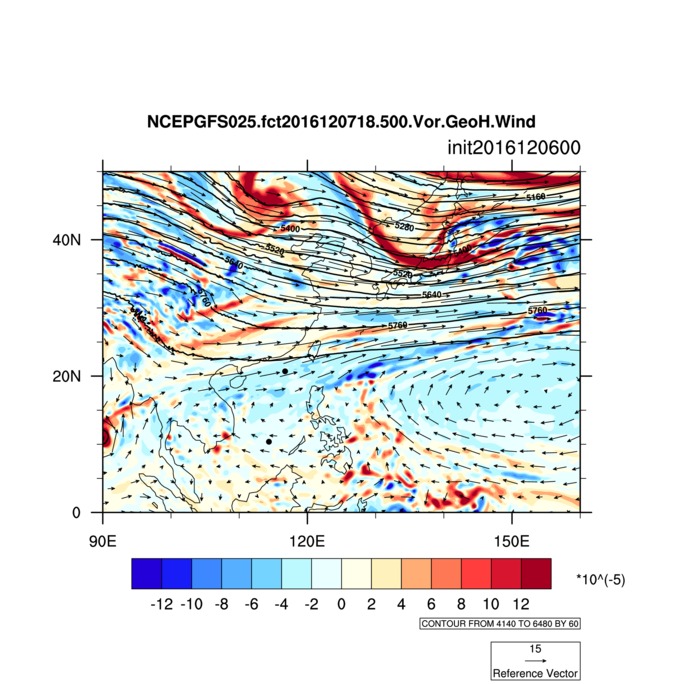 NCEPGFS025.fct2016120718.500.Vor.GeoH.Wind
init2016120600
5160
5400
5280
40N
5520
5640
5520
5760
5640
5760
5760
20N
0
90E 120E 150E
-12 -10 -8 -6 -4 -2 0 2 4 6 8 10 12
*10^(-5)
CONTOUR FROM 4140 TO 6480 BY 60
15
Reference Vector